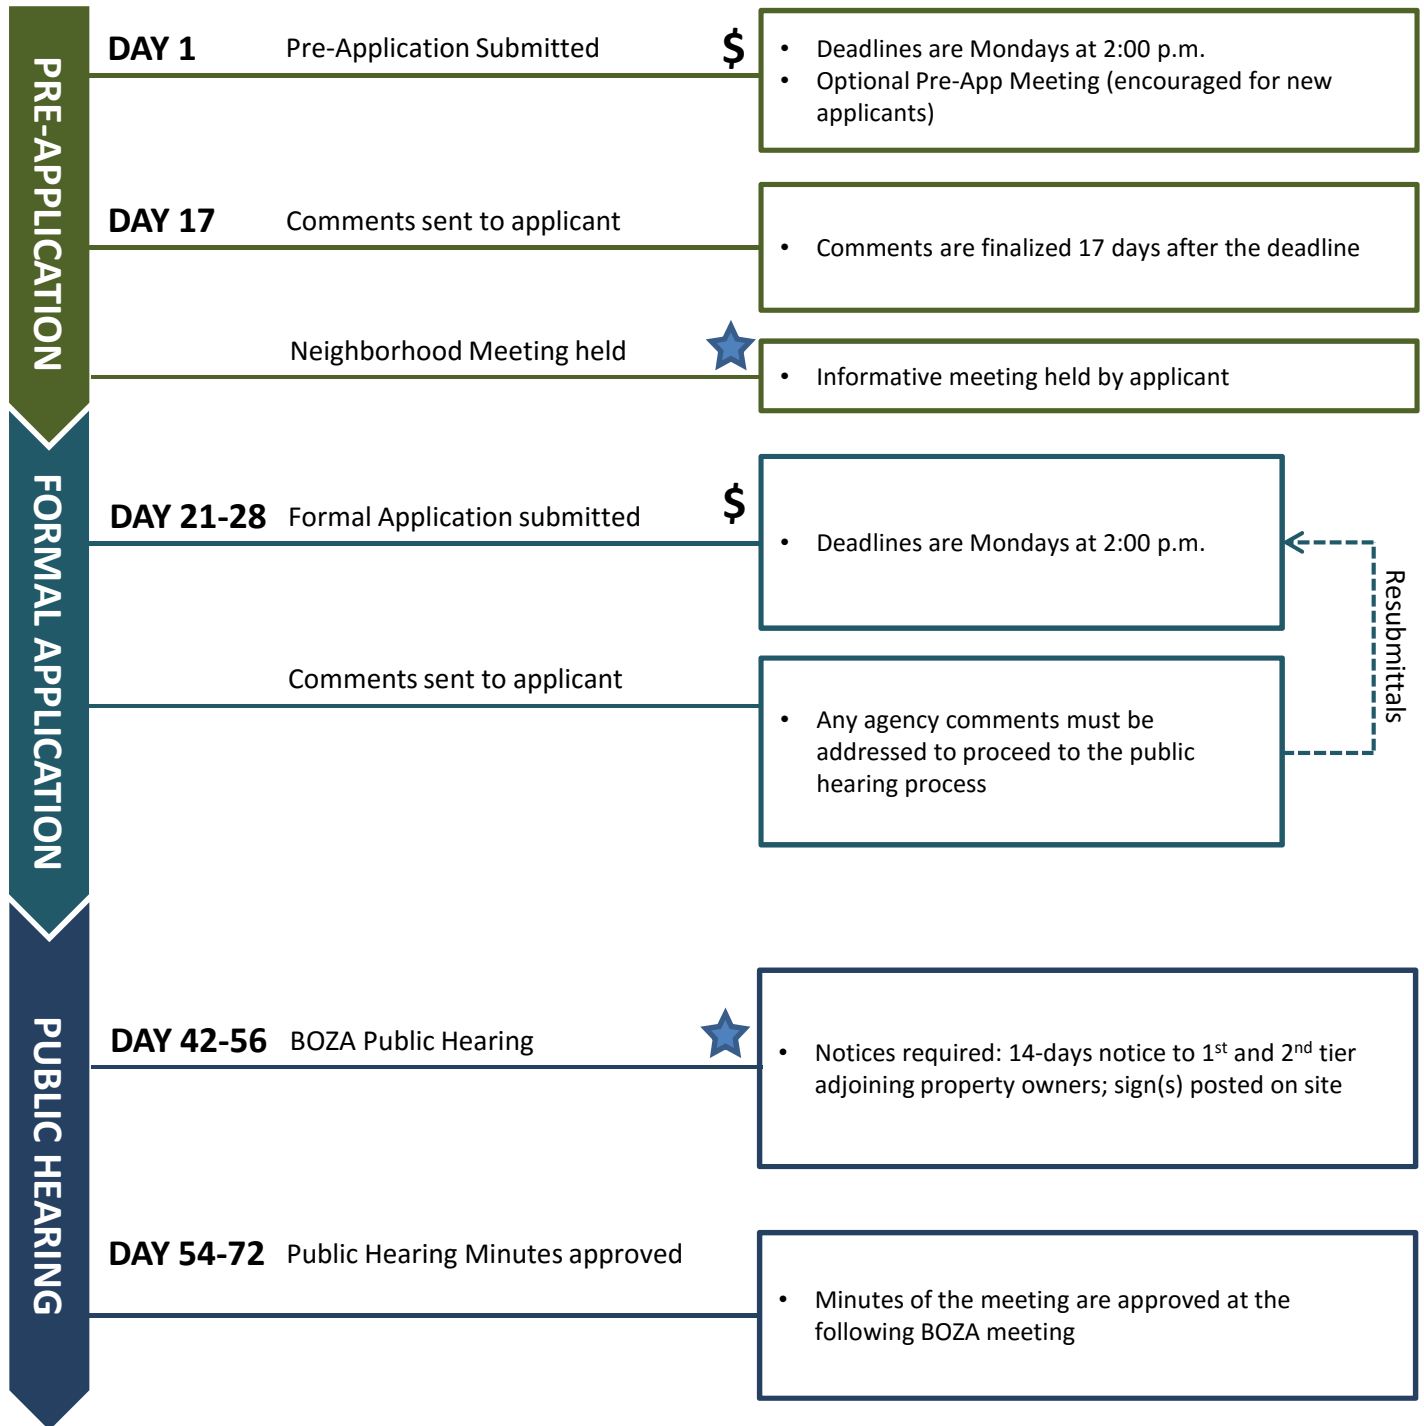 PRE-APPLICATION
DAY 1
Pre-Application Submitted
$
• Deadlines are Mondays at 2:00 p.m.
• Optional Pre-App Meeting (encouraged for new
applicants)
DAY 17
Comments sent to applicant
• Comments are finalized 17 days after the deadline
Neighborhood Meeting held
• Informative meeting held by applicant
FORMAL APPLICATION
DAY 21-28
Formal Application submitted
$
• Deadlines are Mondays at 2:00 p.m.
Resubmittals
Comments sent to applicant
• Any agency comments must be
addressed to proceed to the public
hearing process
PUBLIC HEARING
DAY 42-56
BOZA Public Hearing
• Notices required: 14-days notice to 1st and 2nd tier
adjoining property owners; sign(s) posted on site
DAY 54-72
Public Hearing Minutes approved
• Minutes of the meeting are approved at the
following BOZA meeting